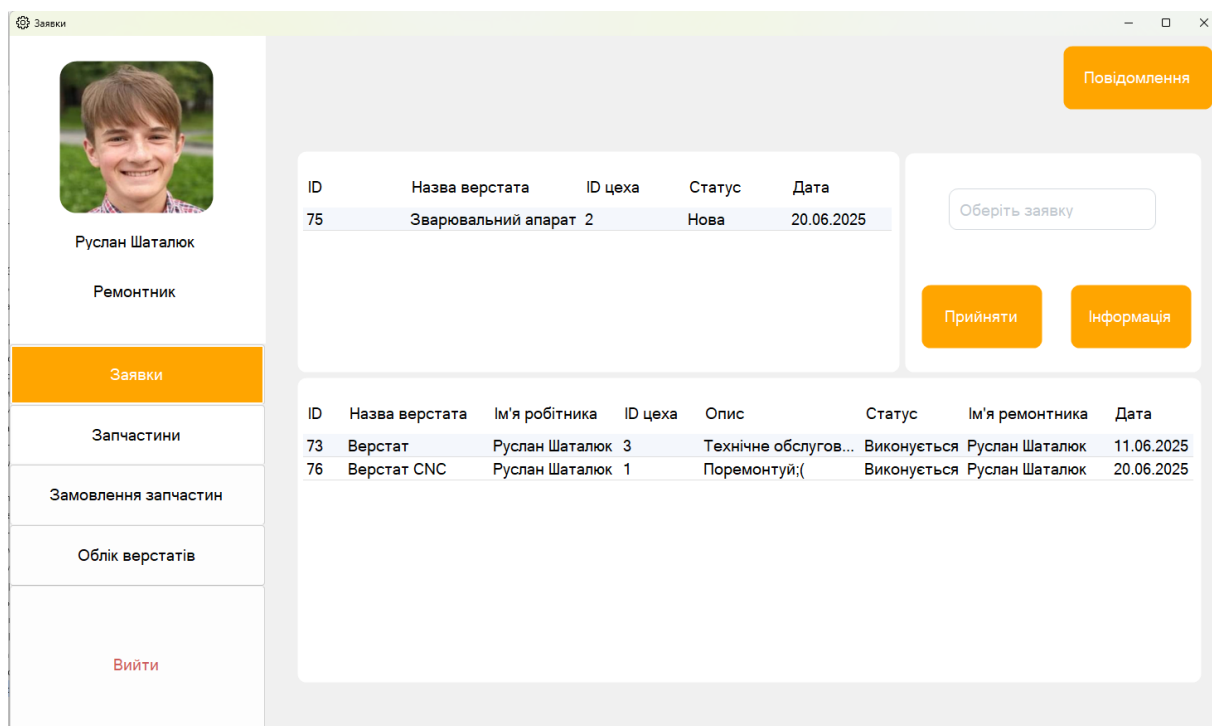 Заявки
Повідомлення
Руслан Шаталюк
Ремонтник
Заявки
Запчастини
Замовлення запчастин
Облік верстатів
Вийти
ID Назва верстата ID цеха Статус Дата
75 Зварювальний апарат 2 Нова 20.06.2025
Оберіть заявку
Прийняти Інформація
ID Назва верстата Ім'я робітника ID цеха Опис Статус Ім'я ремонтника Дата
73 Верстат Руслан Шаталюк 3 Технічне обслугов... Виконується Руслан Шаталюк 11.06.2025
76 Верстат CNC Руслан Шаталюк 1 Поремонтуй;( Виконується Руслан Шаталюк 20.06.2025